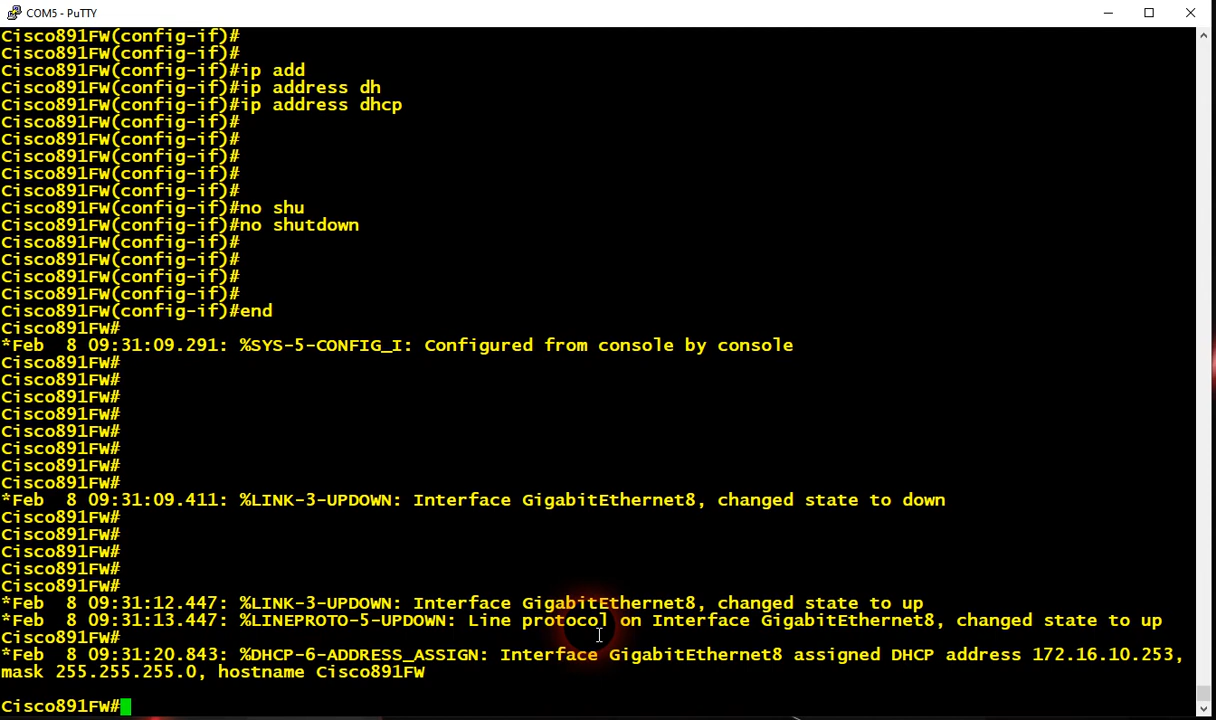 COM5 - PuTTY
Cisco891FW(config-if)#
Cisco891FW(config-if)#
Cisco891FW(config-if)#ip add
Cisco891FW(config-if)#ip address dh
Cisco891FW(config-if)#ip address dhcp
Cisco891FW(config-if)#
Cisco891FW(config-if)#
Cisco891FW(config-if)#
Cisco891FW(config-if)#
Cisco891FW(config-if)#
Cisco891FW(config-if)#no shu
Cisco891FW(config-if)#no shutdown
Cisco891FW(config-if)#
Cisco891FW(config-if)#
Cisco891FW(config-if)#
Cisco891FW(config-if)#
Cisco891FW(config-if)#end
Cisco891FW#
*Feb  8 09:31:09.291: %SYS-5-CONFIG_I: Configured from console by console
Cisco891FW#
Cisco891FW#
Cisco891FW#
Cisco891FW#
Cisco891FW#
Cisco891FW#
Cisco891FW#
Cisco891FW#
*Feb  8 09:31:09.411: %LINK-3-UPDOWN: Interface GigabitEthernet8, changed state to down
Cisco891FW#
Cisco891FW#
Cisco891FW#
Cisco891FW#
Cisco891FW#
*Feb  8 09:31:12.447: %LINK-3-UPDOWN: Interface GigabitEthernet8, changed state to up
*Feb  8 09:31:13.447: %LINEPROTO-5-UPDOWN: Line protocol on Interface GigabitEthernet8, changed state to up
Cisco891FW#
*Feb  8 09:31:20.843: %DHCP-6-ADDRESS_ASSIGN: Interface GigabitEthernet8 assigned DHCP address 172.16.10.253,
mask 255.255.255.0, hostname Cisco891FW
Cisco891FW#